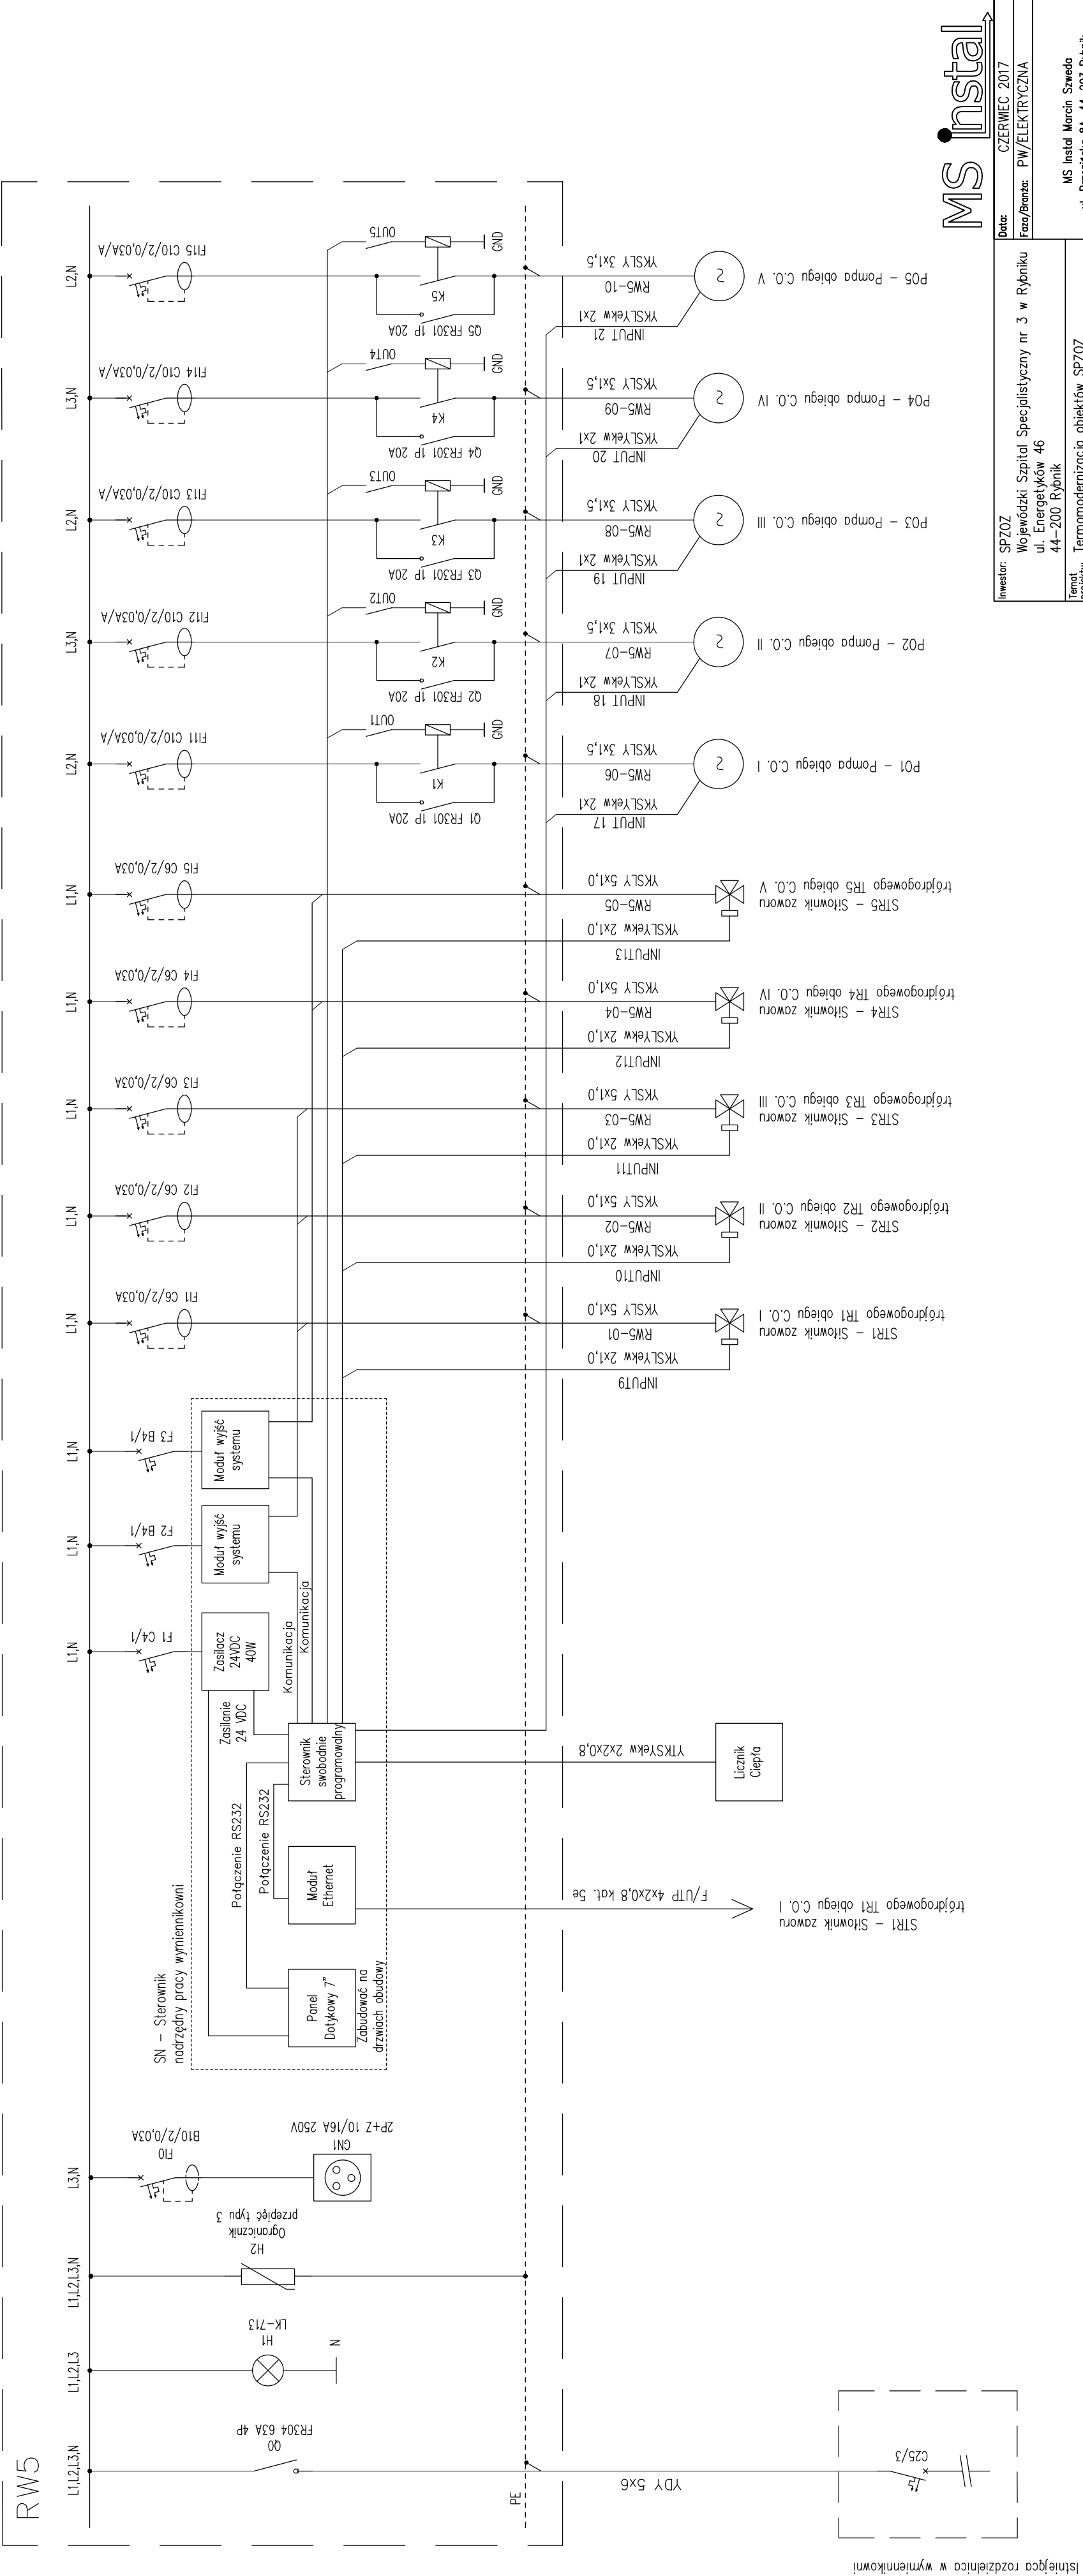 RW5
L1,L2,L3,N
Q0
FR304 63A 4P
PE
YDY 5x6
C25/3
Istniejąca rozdzielnica w wymiennikowni
L1,L2,L3
H1
LK-713
N
L1,L2,L3,N
H2
Ogranicznik
przepięć typu 3
L3,N
FI0
B10/2/0,03A
GN1
2P+Z 10/16A 250V
SN - Sterownik
nadrzędny pracy wymiennikowni
Panel
Dotykowy 7"
Zabudować na
drzwiach obudowy
Moduł
Ethernet
Połączenie RS232
Połączenie RS232
Sterownik
swobodnie
programowalny
Zasilanie
24 VDC
Komunikacja
Komunikacja
F/UTP 4x2x0,8 kat. 5e
STR1 - Siłownik zaworu
trójdrogowego TR1 obiegu C.O. I
YTKSYekw 2x2x0,8
Licznik
Ciepła
L1,N
F1 C4/1
Zasilacz
24VDC
40W
L1,N
F2 B4/1
Moduł wyjść
systemu
L1,N
F3 B4/1
Moduł wyjść
systemu
L1,N
FI1 C6/2/0,03A
INPUT9
YKSLYekw 2x1,0
RW5-01
YKSLY 5x1,0
STR1 - Siłownik zaworu
trójdrogowego TR1 obiegu C.O. I
L1,N
FI2 C6/2/0,03A
INPUT10
YKSLYekw 2x1,0
RW5-02
YKSLY 5x1,0
STR2 - Siłownik zaworu
trójdrogowego TR2 obiegu C.O. II
L1,N
FI3 C6/2/0,03A
INPUT11
YKSLYekw 2x1,0
RW5-03
YKSLY 5x1,0
STR3 - Siłownik zaworu
trójdrogowego TR3 obiegu C.O. III
L1,N
FI4 C6/2/0,03A
INPUT12
YKSLYekw 2x1,0
RW5-04
YKSLY 5x1,0
STR4 - Siłownik zaworu
trójdrogowego TR4 obiegu C.O. IV
L1,N
FI5 C6/2/0,03A
INPUT13
YKSLYekw 2x1,0
RW5-05
YKSLY 5x1,0
STR5 - Siłownik zaworu
trójdrogowego TR5 obiegu C.O. V
L2,N
FI11 C10/2/0,03A/A
Q1 FR301 1P 20A
K1
OUT1
GND
INPUT 17
YKSLYekw 2x1
RW5-06
YKSLY 3x1,5
P01 - Pompa obiegu C.O. I
L3,N
FI12 C10/2/0,03A/A
Q2 FR301 1P 20A
K2
OUT2
GND
INPUT 18
YKSLYekw 2x1
RW5-07
YKSLY 3x1,5
P02 - Pompa obiegu C.O. II
L2,N
FI13 C10/2/0,03A/A
Q3 FR301 1P 20A
K3
OUT3
GND
INPUT 19
YKSLYekw 2x1
RW5-08
YKSLY 3x1,5
P03 - Pompa obiegu C.O. III
L3,N
FI14 C10/2/0,03A/A
Q4 FR301 1P 20A
K4
OUT4
GND
INPUT 20
YKSLYekw 2x1
RW5-09
YKSLY 3x1,5
P04 - Pompa obiegu C.O. IV
L2,N
FI15 C10/2/0,03A/A
Q5 FR301 1P 20A
K5
OUT5
GND
INPUT 21
YKSLYekw 2x1
RW5-10
YKSLY 3x1,5
P05 - Pompa obiegu C.O. V
MS instal
Inwestor: SPZOZ
Wojewódzki Szpital Specjalistyczny nr 3 w Rybniku
ul. Energetyków 46
44-200 Rybnik
Data: CZERWIEC 2017
Faza/Branża: PW/ELEKTRYCZNA
MS Instal Marcin Szweda
Temat Termomodernizacja obiektów SPZOZ